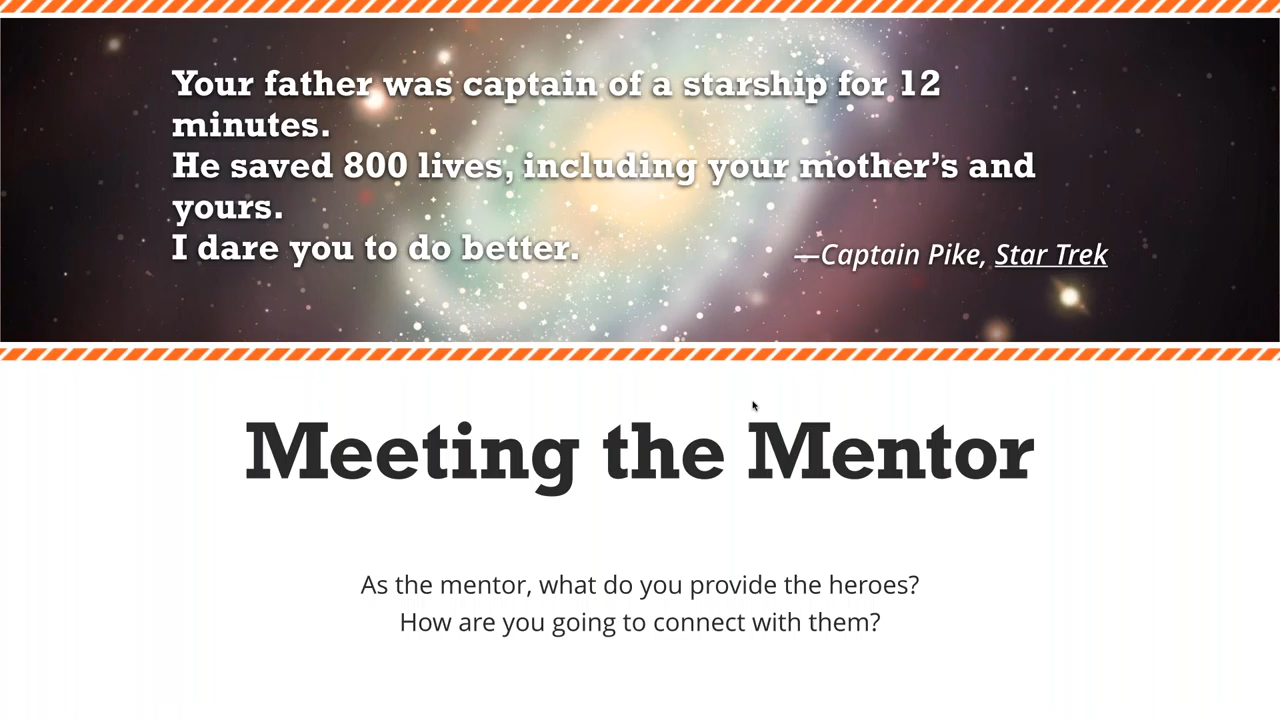 Your father was captain of a starship for 12
minutes.
He saved 800 lives, including your mother’s and
yours.
I dare you to do better.
—Captain Pike, Star Trek
Meeting the Mentor
As the mentor, what do you provide the heroes?
How are you going to connect with them?